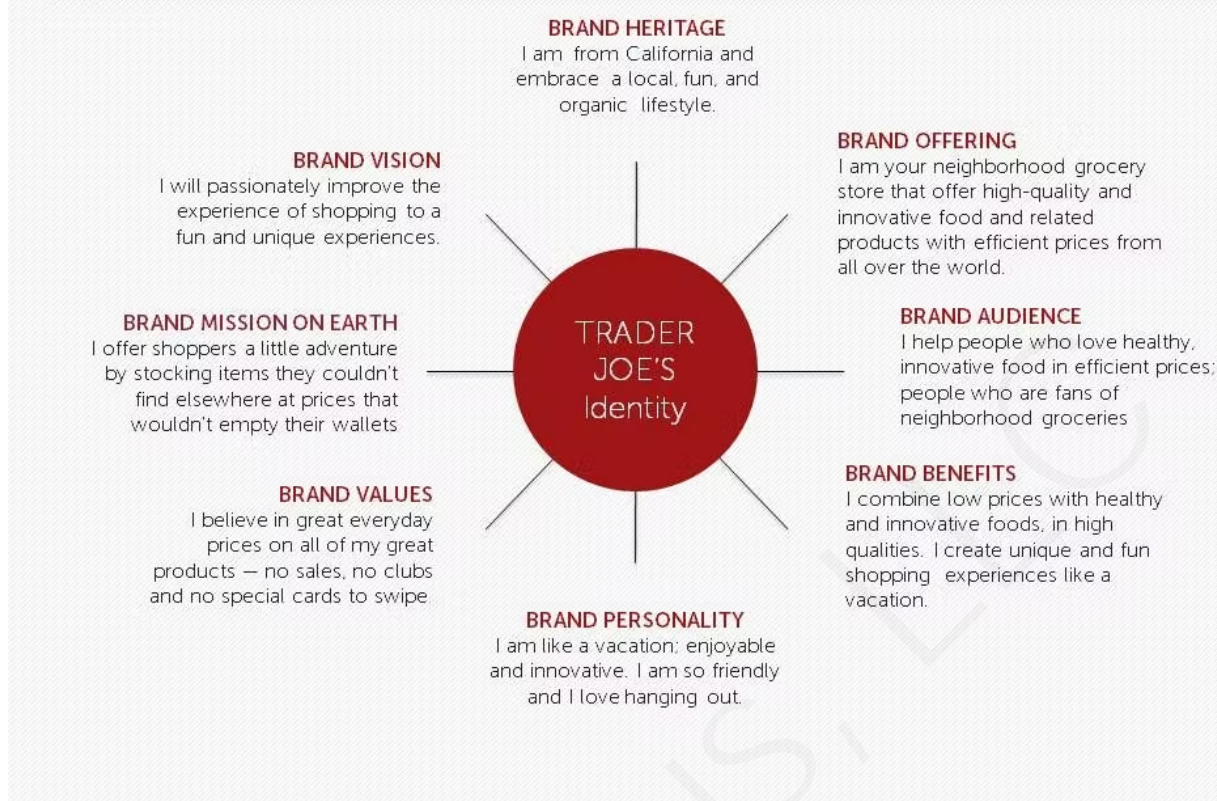 BRAND HERITAGE
I am from California and
embrace a local, fun, and
organic lifestyle.
BRAND OFFERING
I am your neighborhood grocery
store that offer high-quality and
innovative food and related
products with efficient prices from
all over the world.
BRAND AUDIENCE
I help people who love healthy,
innovative food in efficient prices;
people who are fans of
neighborhood groceries
BRAND BENEFITS
I combine low prices with healthy
and innovative foods, in high
qualities. I create unique and fun
shopping experiences like a
vacation.
BRAND PERSONALITY
I am like a vacation; enjoyable
and innovative. I am so friendly
and I love hanging out.
BRAND VALUES
I believe in great everyday
prices on all of my great
products — no sales, no clubs
and no special cards to swipe.
BRAND MISSION ON EARTH
I offer shoppers a little adventure
by stocking items they couldn't
find elsewhere at prices that
wouldn't empty their wallets
BRAND VISION
I will passionately improve the
experience of shopping to a
fun and unique experiences.
TRADER
JOE'S
Identity
LLC